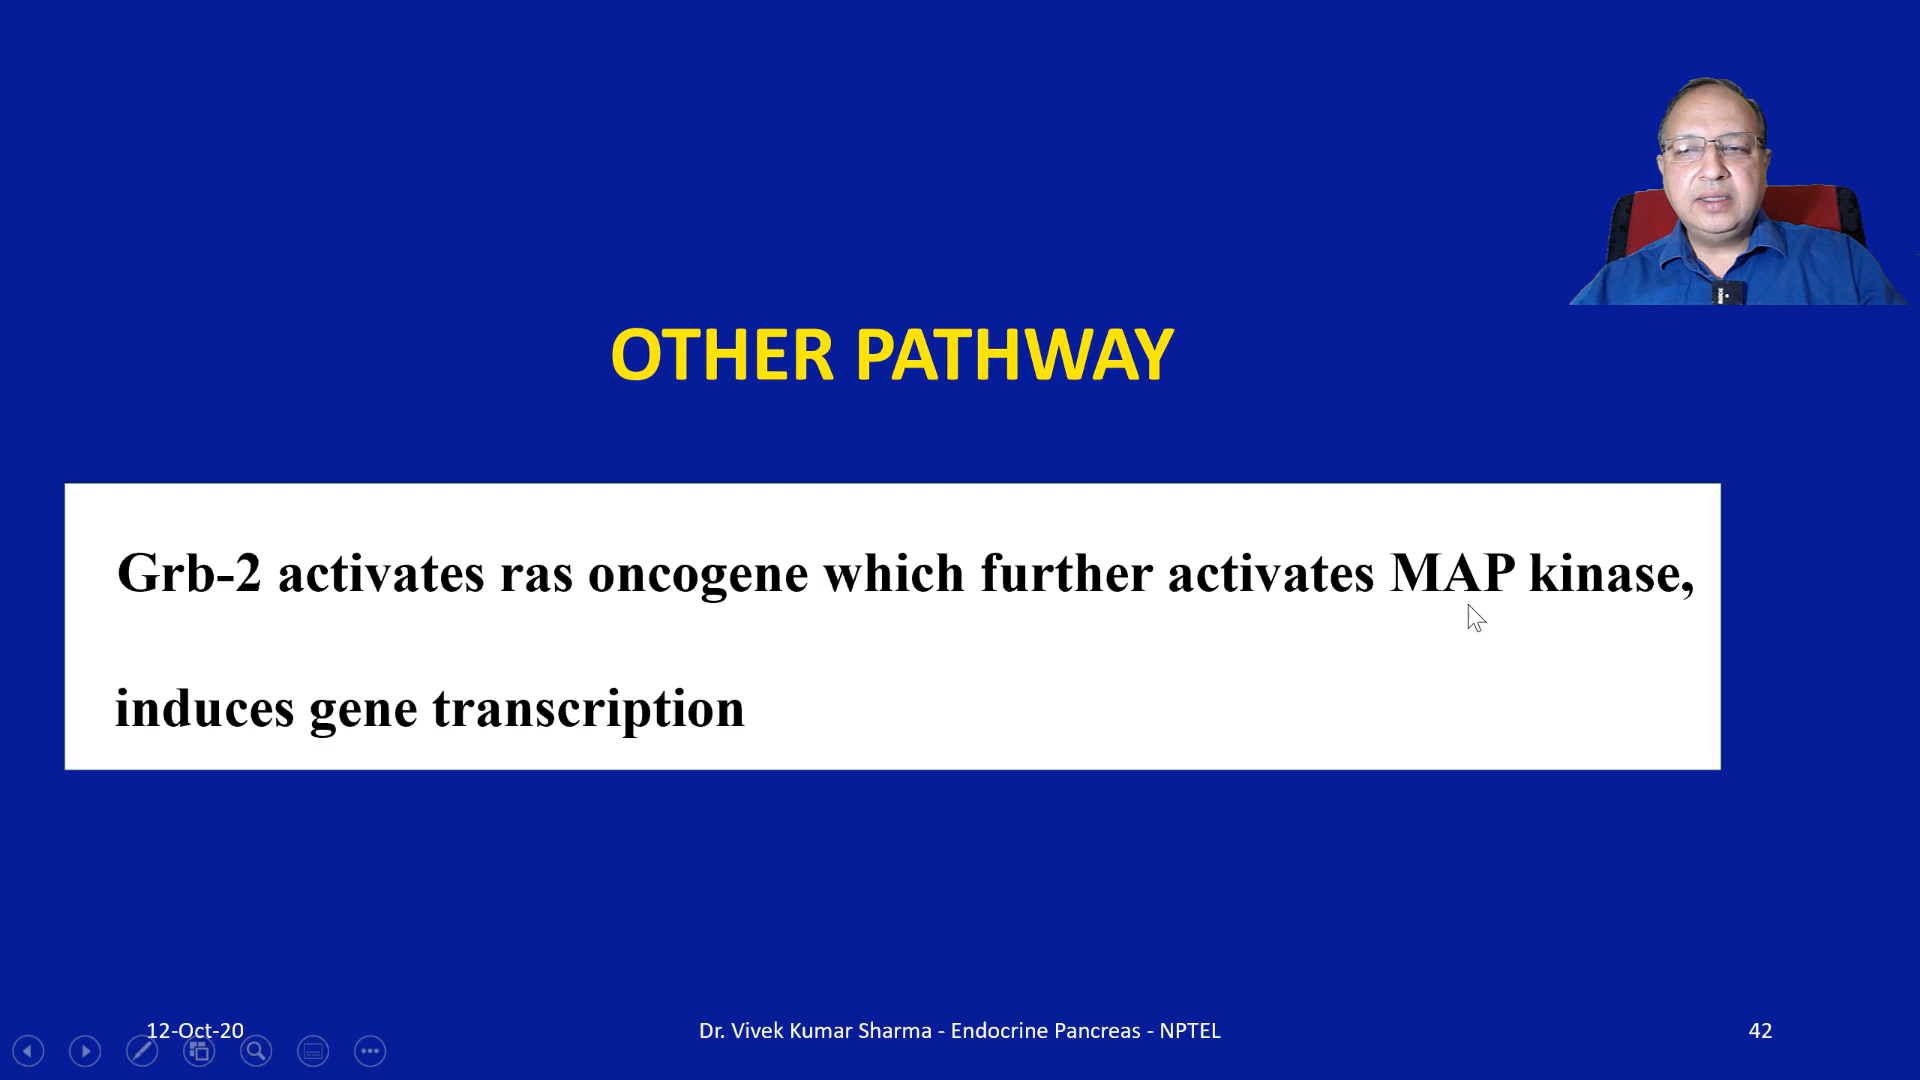 OTHER PATHWAY
Grb-2 activates ras oncogene which further activates MAP kinase,
induces gene transcription
12-Oct-20
Dr. Vivek Kumar Sharma - Endocrine Pancreas - NPTEL
42